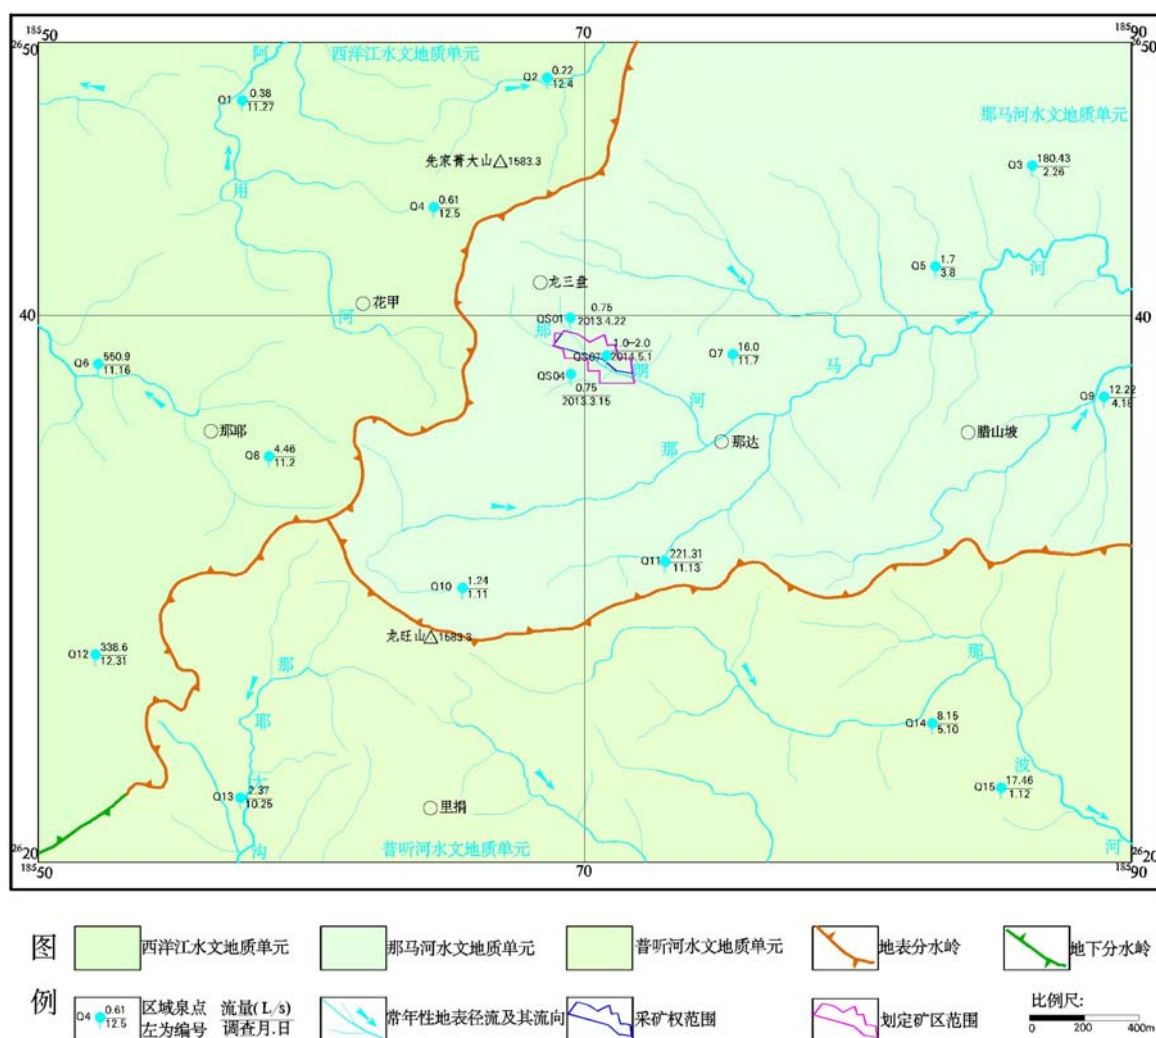 ¹⁸⁵50
70
¹⁸⁵90
²⁶50
²⁶50
阿
西洋江水文地质单元
Q2 0.22
12.4
Q1 0.38
11.27
那马河水文地质单元
先家菁大山△1583.3
Q3 180.43
2.26
用
Q4 0.61
12.5
Q5 1.7
3.8
河
龙三盘
花甲
河
40
40
QS01 0.75
2013.4.22
那
QS07 1.0-2.0
2014.5.1
朗
Q7 16.0
11.7
马
Q6 550.9
11.16
QS04 0.75
2013.3.15
河
Q9 12.22
4.18
那耶
那达
腊山坡
那
Q8 4.46
11.2
Q11 221.31
11.13
Q10 1.24
1.11
龙旺山△1583.3
Q12 338.6
12.31
那
那
耶
Q14 8.15
5.10
波
大
Q13 2.37
10.25
Q15 17.46
1.12
里捐
沟
普听河水文地质单元
河
²⁶20
²⁶20
¹⁸⁵50
70
¹⁸⁵90
图
西洋江水文地质单元
那马河水文地质单元
普听河水文地质单元
地表分水岭
地下分水岭
例
Q4 0.61
12.5
区域泉点 流量(L/s)
左为编号 调查月.日
常年性地表径流及其流向
采矿权范围
划定矿区范围
比例尺:
0 200 400m